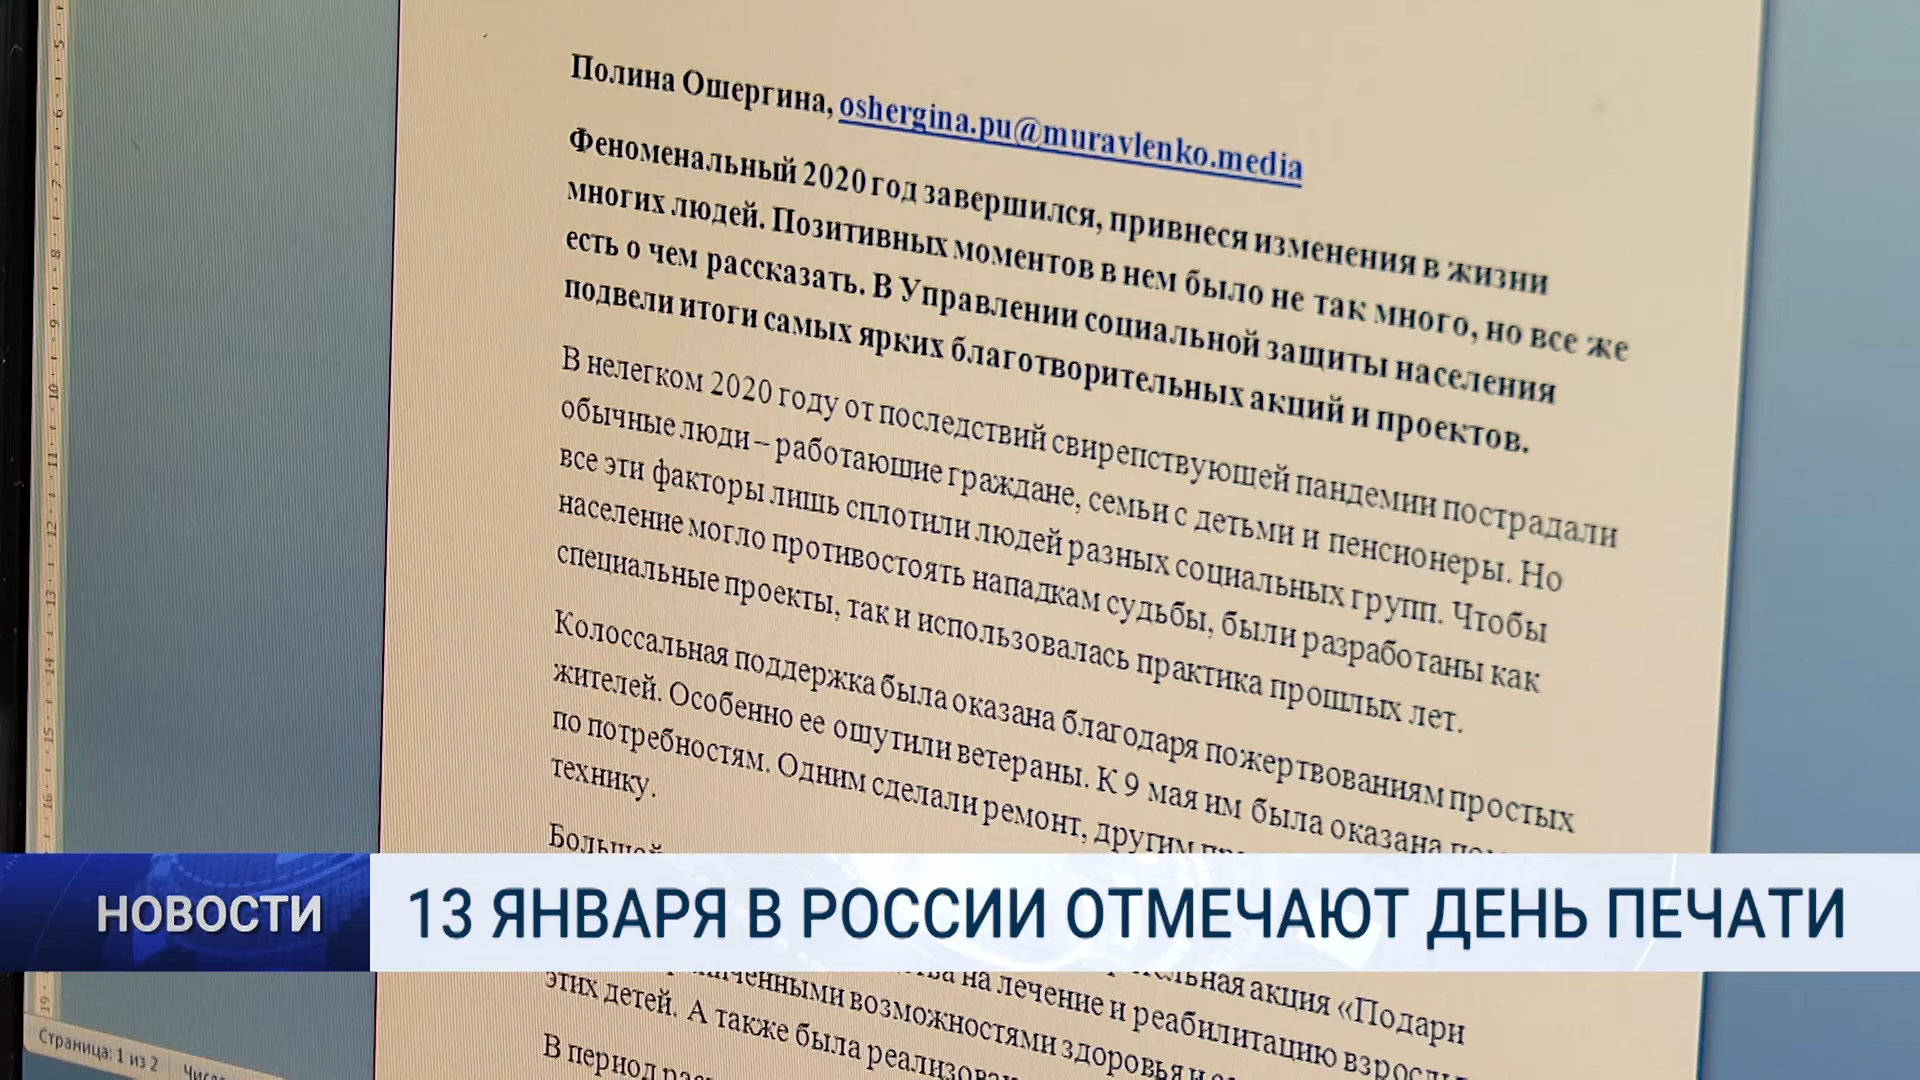 Полина Ошергина, oshergina.pu@muravlenko.media
Феноменальный 2020 год завершился, привнеся изменения в жизни
многих людей. Позитивных моментов в нем было не так много, но все же
есть о чем рассказать. В Управлении социальной защиты населения
подвели итоги самых ярких благотворительных акций и проектов.
В нелегком 2020 году от последствий свирепствующей пандемии пострадали
обычные люди – работающие граждане, семьи с детьми и пенсионеры. Но
все эти факторы лишь сплотили людей разных социальных групп. Чтобы
население могло противостоять нападкам судьбы, были разработаны как
специальные проекты, так и использовалась практика прошлых лет.
Колоссальная поддержка была оказана благодаря пожертвованиям простых
жителей. Особенно ее ощутили ветераны. К 9 мая им была оказана
по потребностям. Одним сделали ремонт, другим
технику.
НОВОСТИ
13 ЯНВАРЯ В РОССИИ ОТМЕЧАЮТ ДЕНЬ ПЕЧАТИ
акция «Подари
на лечение и реабилитацию
возможностями здоровья и
этих детей. А также была
В период
Страница: 1 из 2